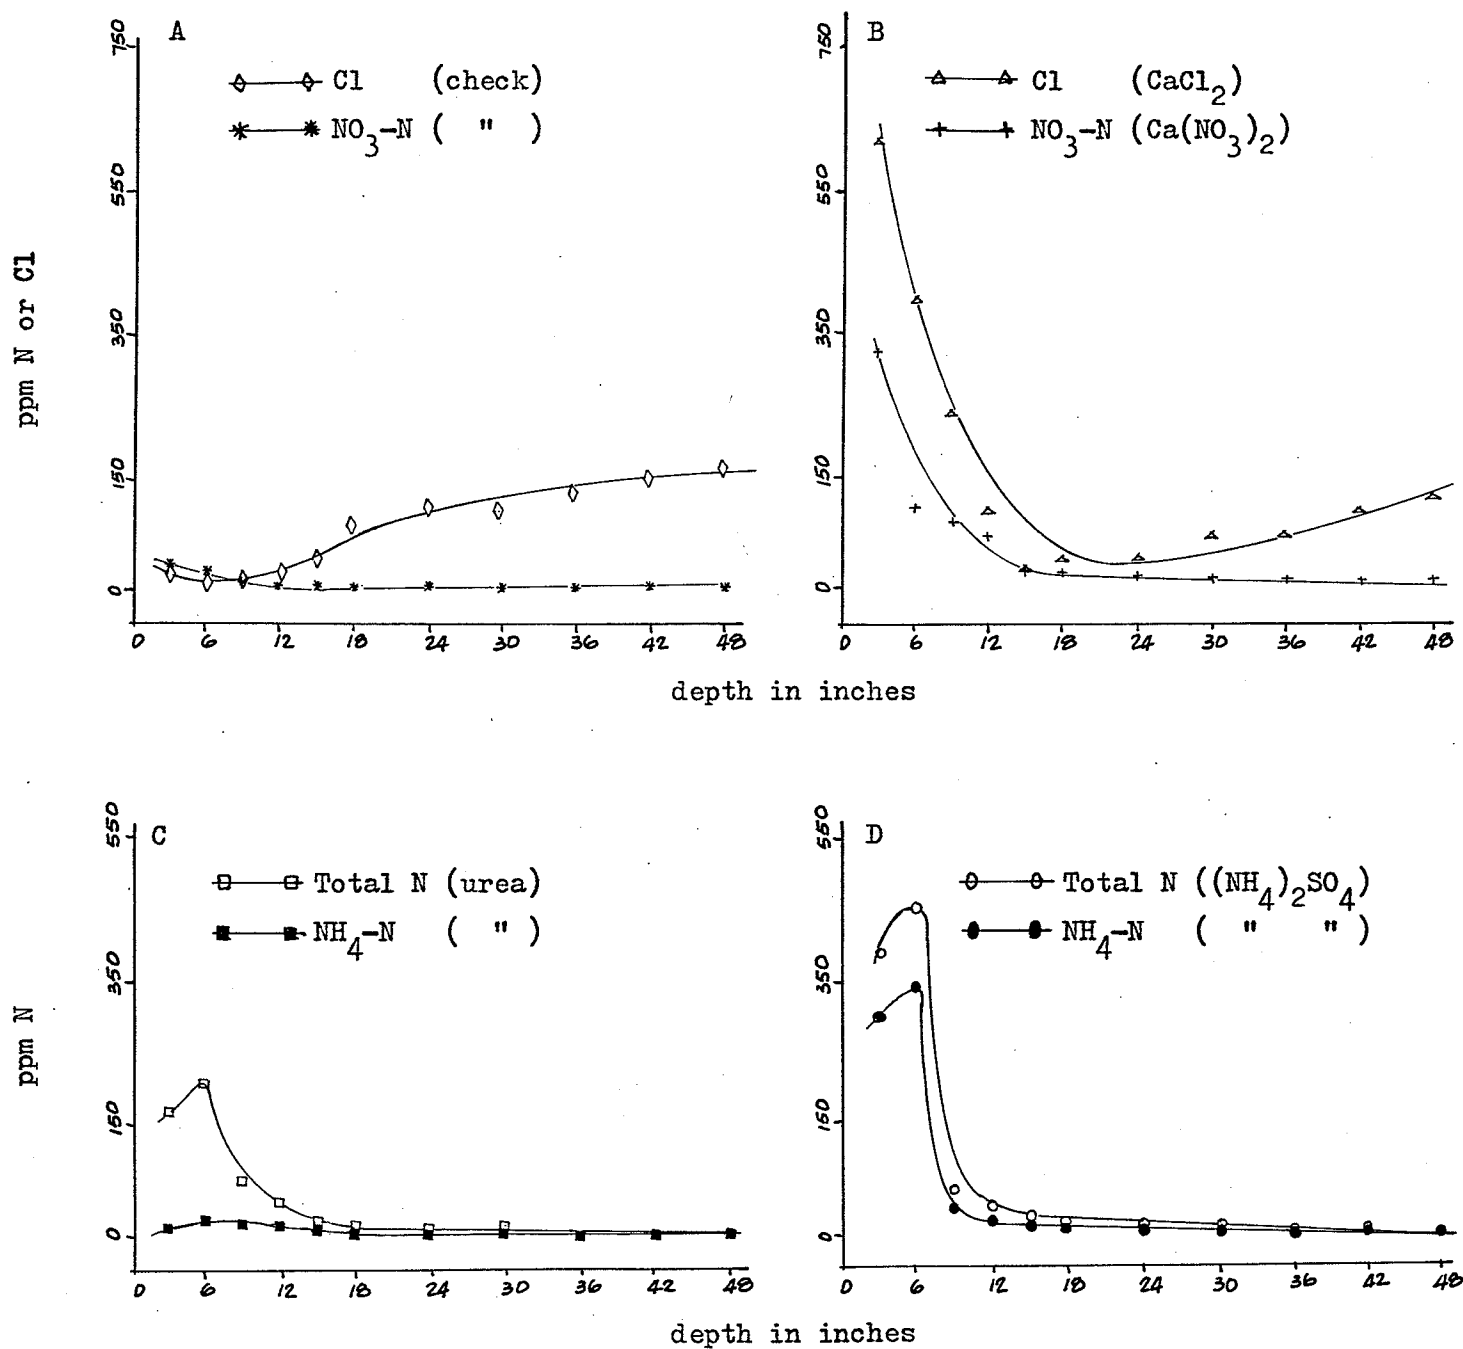 A
Cl (check)
NO3-N ( " )
750
550
350
150
0
0 6 12 18 24 30 36 42 48
ppm N or Cl
B
Cl (CaCl2)
NO3-N (Ca(NO3)2)
750
550
350
150
0
0 6 12 18 24 30 36 42 48
depth in inches
C
Total N (urea)
NH4-N ( " )
550
350
150
0
0 6 12 18 24 30 36 42 48
ppm N
D
Total N ((NH4)2SO4)
NH4-N ( " " )
550
350
150
0
0 6 12 18 24 30 36 42 48
depth in inches